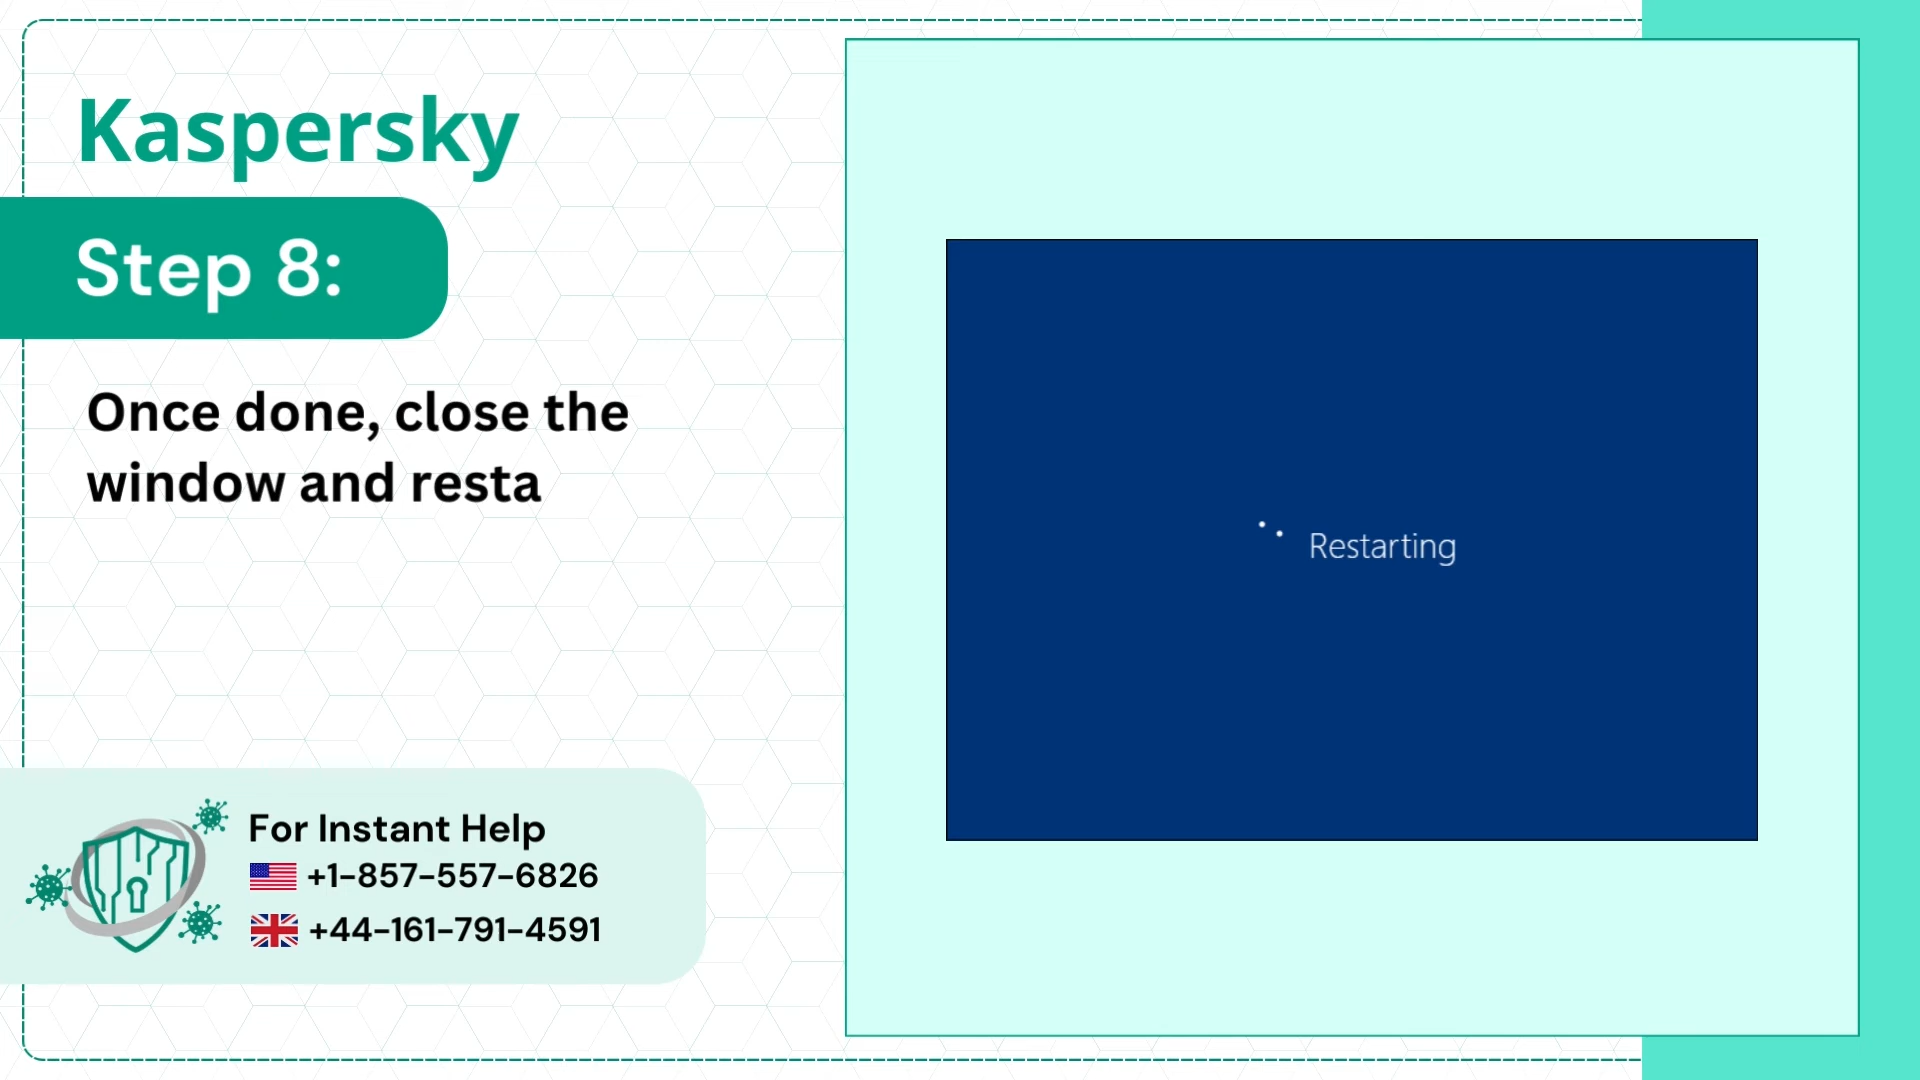 Kaspersky
Step 8:
Once done, close the
window and resta
Restarting
For Instant Help
+1-857-557-6826
+44-161-791-4591